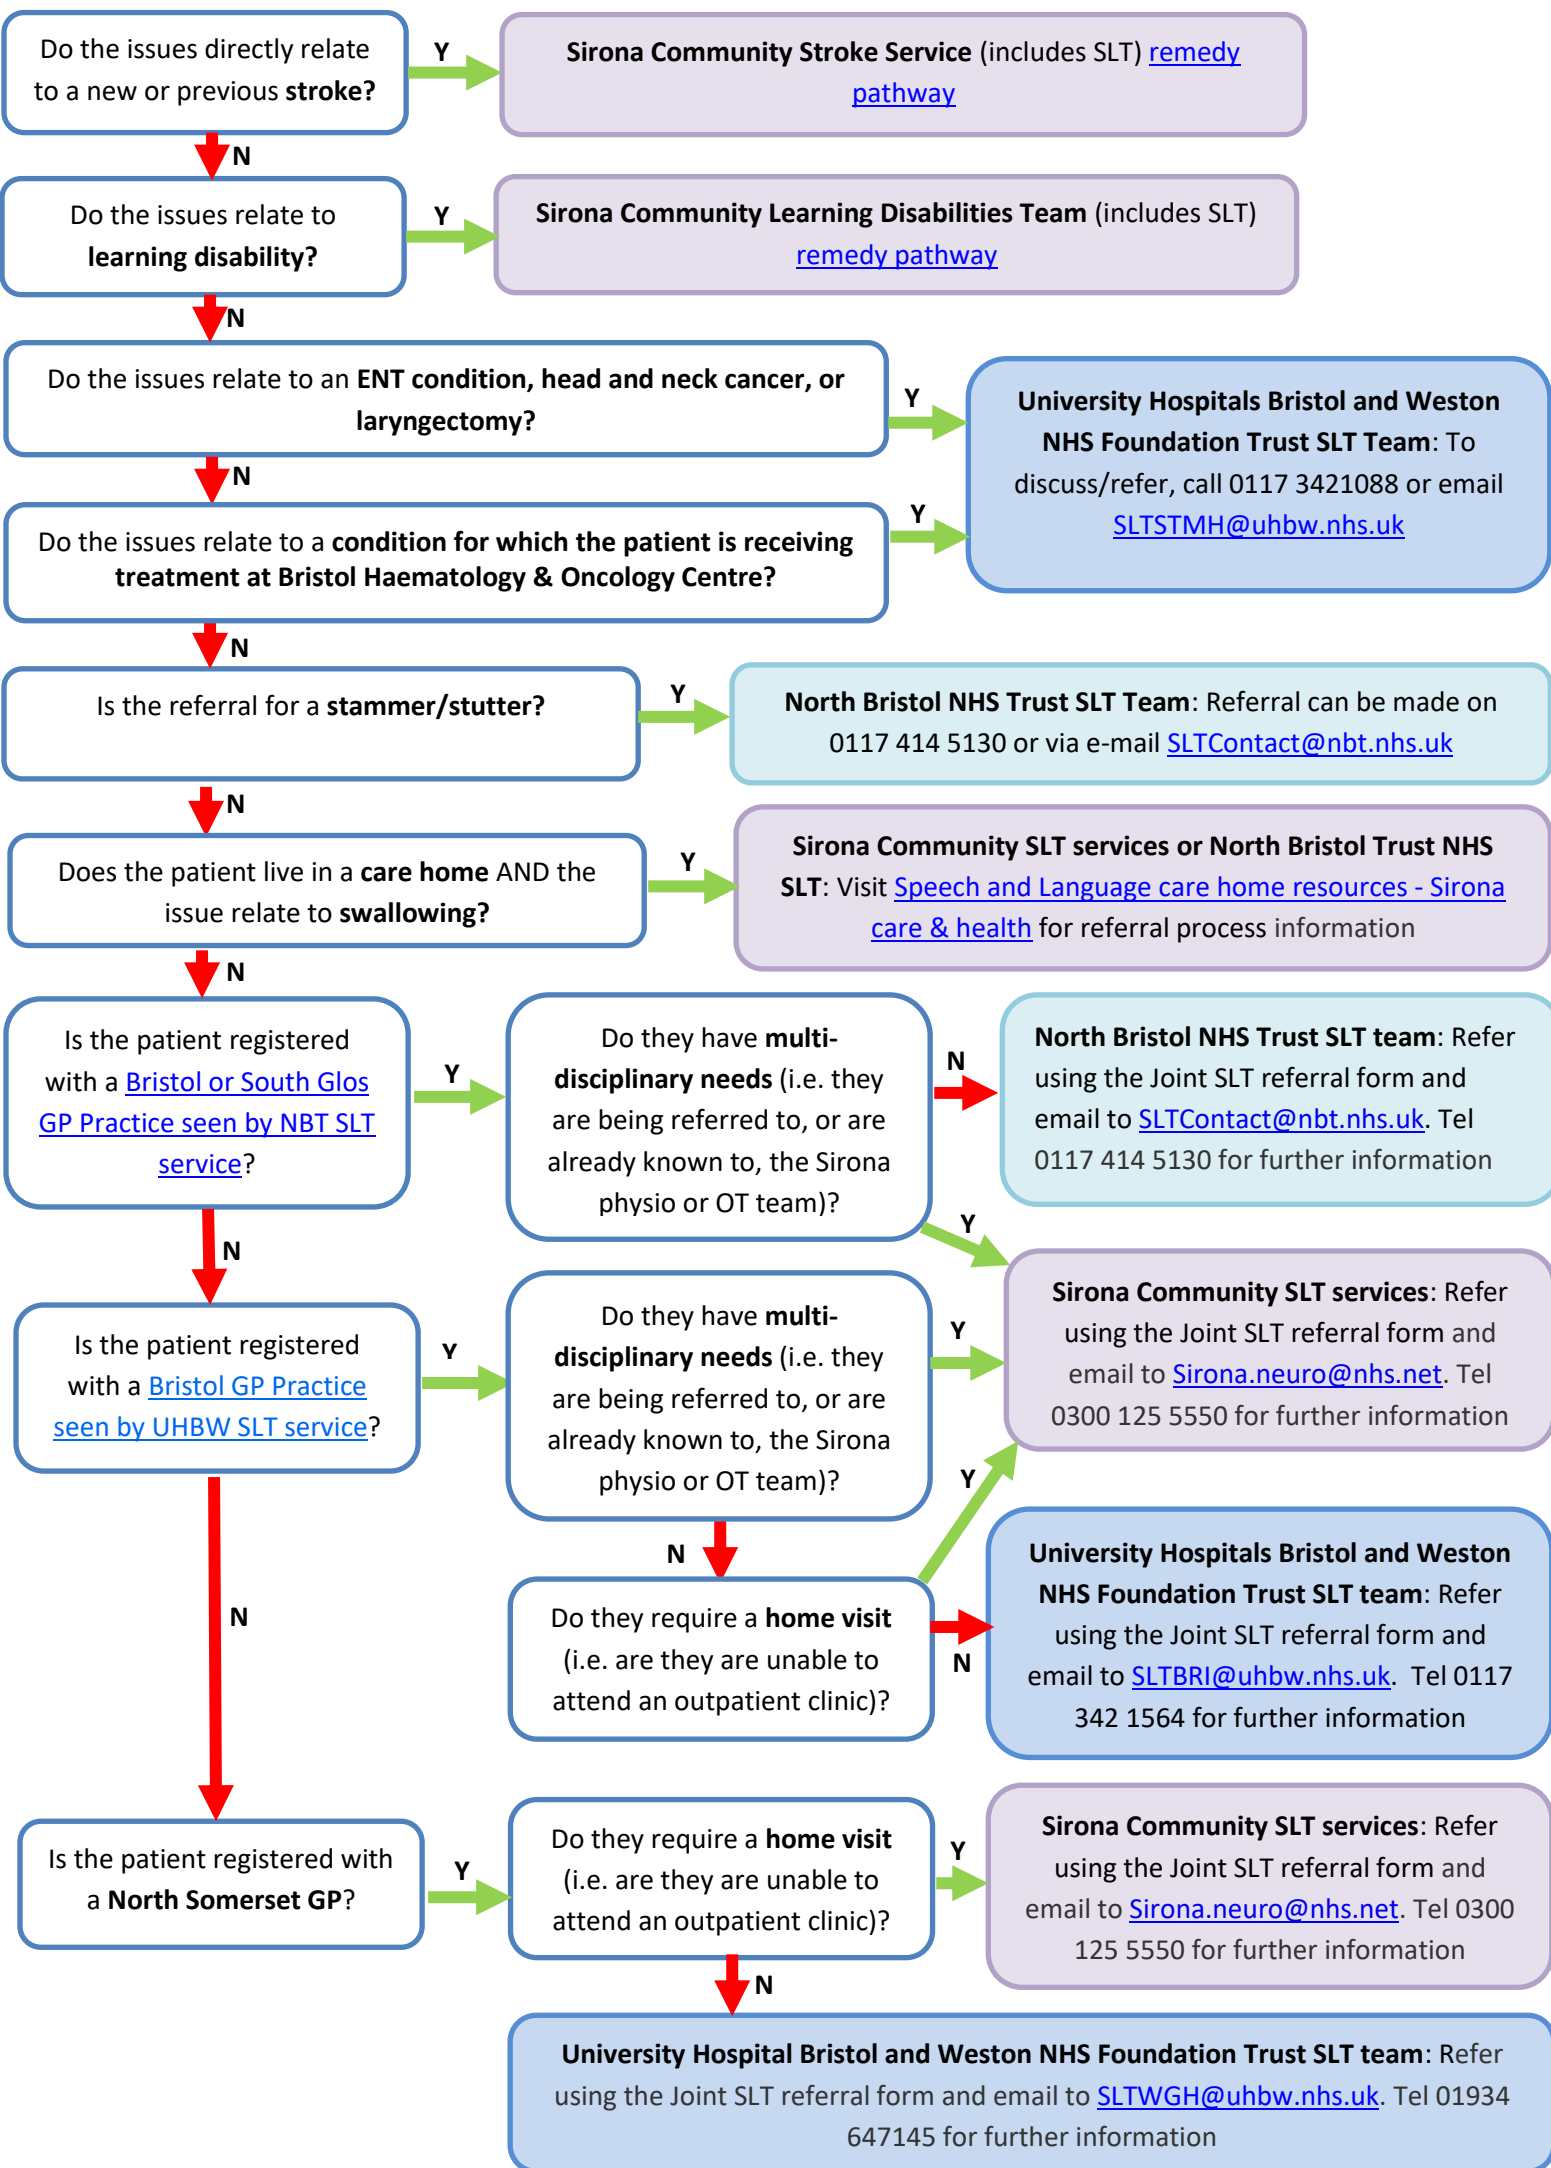 Do the issues directly relate
to a new or previous stroke?
Y
Sirona Community Stroke Service (includes SLT) remedy
pathway
N
Do the issues relate to
learning disability?
Y
Sirona Community Learning Disabilities Team (includes SLT)
remedy pathway
N
Do the issues relate to an ENT condition, head and neck cancer, or
laryngectomy?
Y
University Hospitals Bristol and Weston
NHS Foundation Trust SLT Team: To
discuss/refer, call 0117 3421088 or email
SLTSTMH@uhbw.nhs.uk
N
Do the issues relate to a condition for which the patient is receiving
treatment at Bristol Haematology & Oncology Centre?
Y
N
Is the referral for a stammer/stutter?
Y
North Bristol NHS Trust SLT Team: Referral can be made on
0117 414 5130 or via e-mail SLTContact@nbt.nhs.uk
N
Does the patient live in a care home AND the
issue relate to swallowing?
Y
Sirona Community SLT services or North Bristol Trust NHS
SLT: Visit Speech and Language care home resources - Sirona
care & health for referral process information
N
Is the patient registered
with a Bristol or South Glos
GP Practice seen by NBT SLT
service?
Y
Do they have multi-
disciplinary needs (i.e. they
are being referred to, or are
already known to, the Sirona
physio or OT team)?
N
North Bristol NHS Trust SLT team: Refer
using the Joint SLT referral form and
email to SLTContact@nbt.nhs.uk. Tel
0117 414 5130 for further information
Y
N
Is the patient registered
with a Bristol GP Practice
seen by UHBW SLT service?
Y
Do they have multi-
disciplinary needs (i.e. they
are being referred to, or are
already known to, the Sirona
physio or OT team)?
Y
Sirona Community SLT services: Refer
using the Joint SLT referral form and
email to Sirona.neuro@nhs.net. Tel
0300 125 5550 for further information
N
Y
Do they require a home visit
(i.e. are they are unable to
attend an outpatient clinic)?
N
University Hospitals Bristol and Weston
NHS Foundation Trust SLT team: Refer
using the Joint SLT referral form and
email to SLTBRI@uhbw.nhs.uk. Tel 0117
342 1564 for further information
N
Is the patient registered with
a North Somerset GP?
Y
Do they require a home visit
(i.e. are they are unable to
attend an outpatient clinic)?
Y
Sirona Community SLT services: Refer
using the Joint SLT referral form and
email to Sirona.neuro@nhs.net. Tel 0300
125 5550 for further information
N
University Hospital Bristol and Weston NHS Foundation Trust SLT team: Refer
using the Joint SLT referral form and email to SLTWGH@uhbw.nhs.uk. Tel 01934
647145 for further information